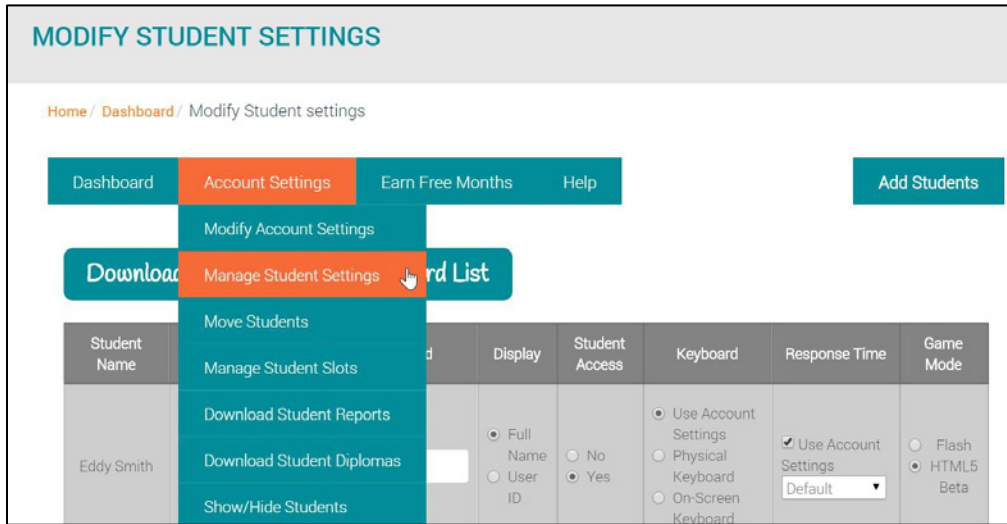 MODIFY STUDENT SETTINGS
Home / Dashboard / Modify Student settings
Dashboard
Account Settings
Earn Free Months
Help
Add Students
Modify Account Settings
Manage Student Settings
Move Students
Manage Student Slots
Download Student Reports
Download Student Diplomas
Show/Hide Students
List
Student
Name
Display
Student
Access
Keyboard
Response Time
Game
Mode
Eddy Smith
Full
Name
User
ID
No
Yes
Use Account
Settings
Physical
Keyboard
On-Screen
Keyboard
Use Account
Settings
Default
Flash
HTML5
Beta